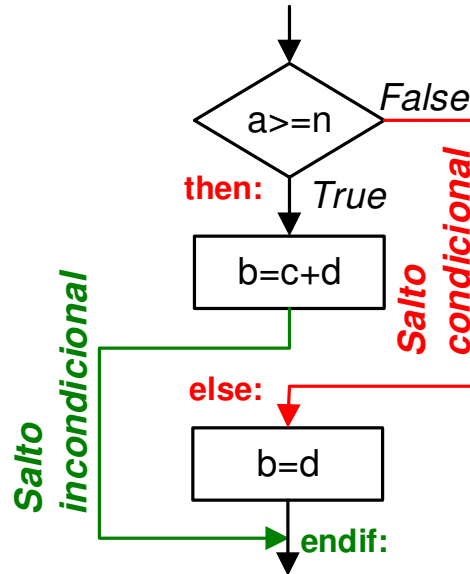 a>=n
False
then:
True
b=c+d
Salto
condicional
Salto
incondicional
else:
b=d
endif: